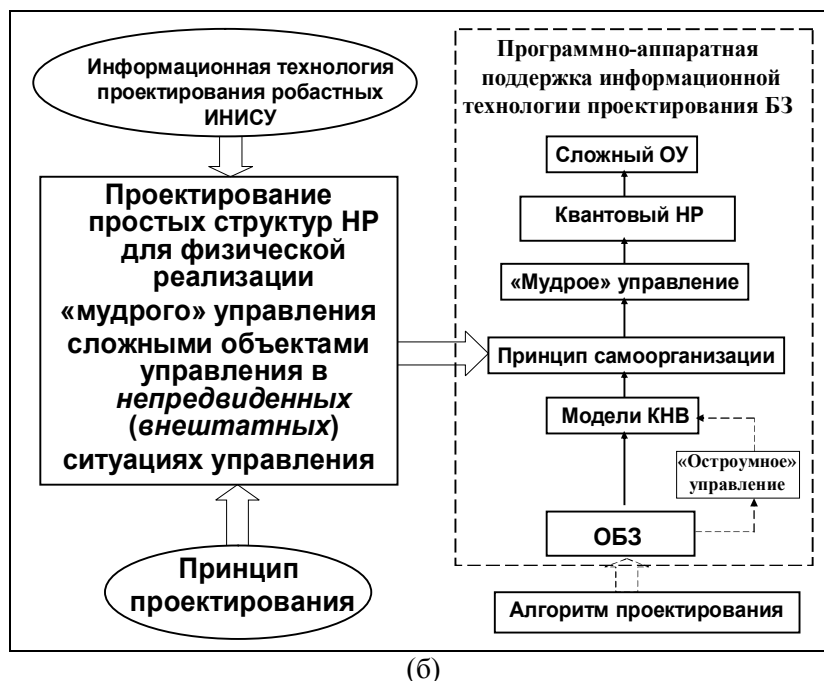 Информационная технология
проектирования робастных
ИНИСУ
Проектирование
простых структур НР
для физической
реализации
«мудрого» управления
сложными объектами
управления в
непредвиденных
(внештатных)
ситуациях управления
Принцип
проектирования
Программно-аппаратная
поддержка информационной
технологии проектирования БЗ
Сложный ОУ
Квантовый НР
«Мудрое» управление
Принцип самоорганизации
Модели КНВ
«Остроумное»
управление
ОБЗ
Алгоритм проектирования
(б)